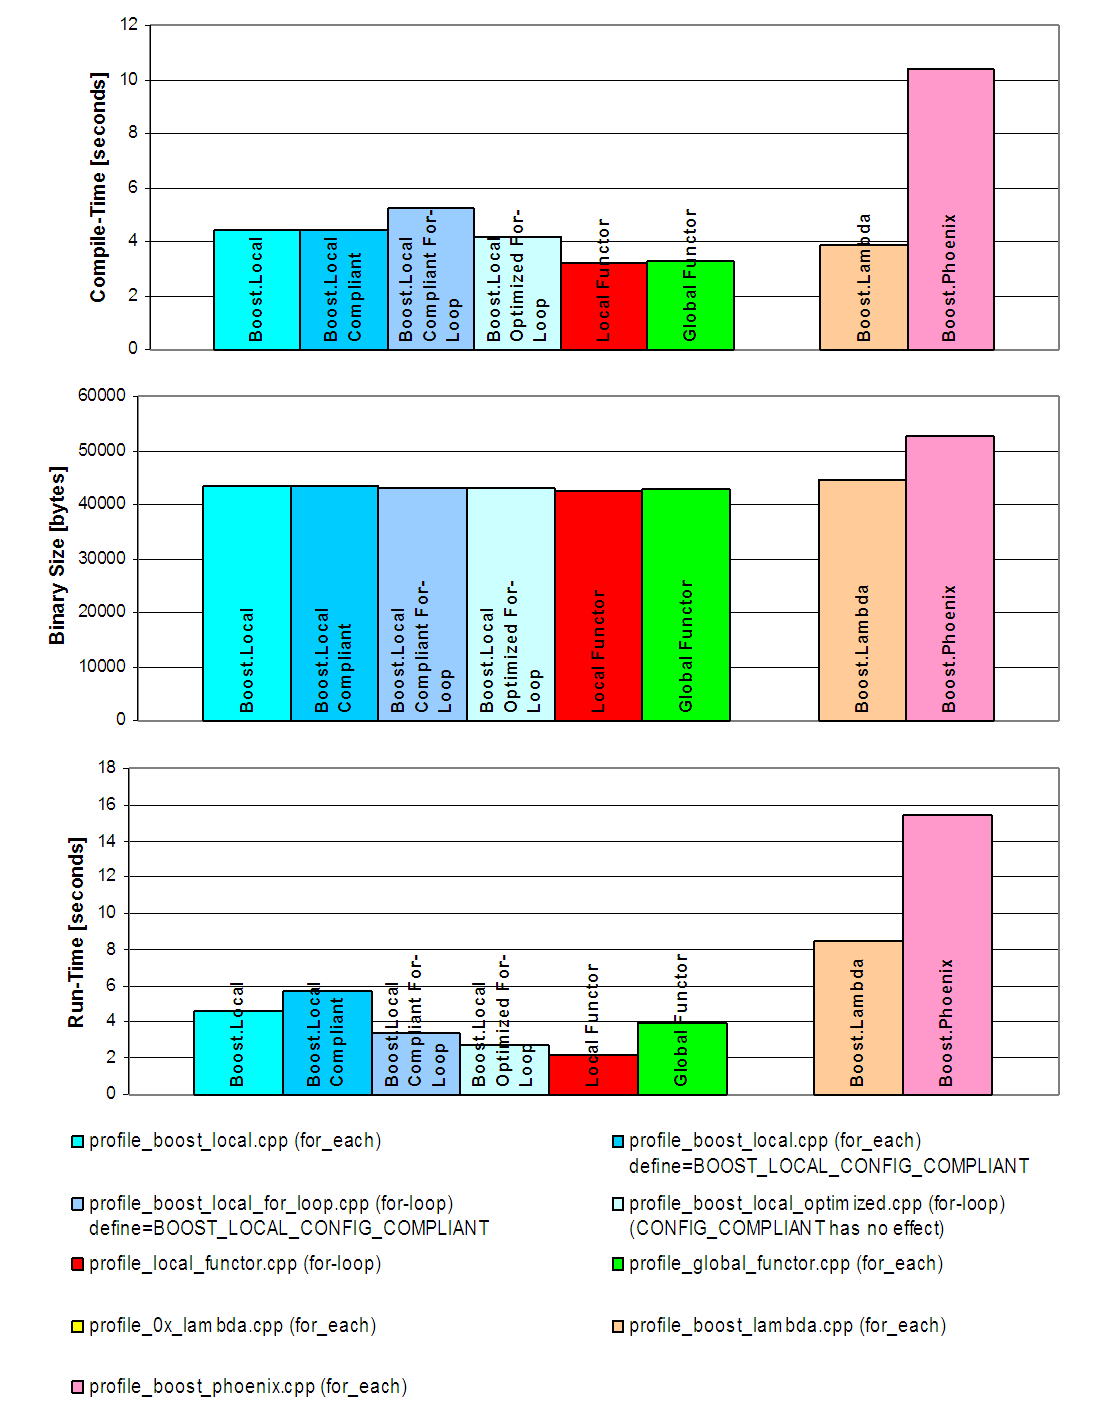 Compile-Time [seconds]
12
10
8
6
4
2
0
Boost.Local
Boost.Local
Compliant
Boost.Local
Compliant For-
Loop
Boost.Local
Optimized For-
Loop
Local Functor
Global Functor
Boost.Lambda
Boost.Phoenix
Binary Size [bytes]
60000
50000
40000
30000
20000
10000
0
Boost.Local
Boost.Local
Compliant
Boost.Local
Compliant For-
Loop
Boost.Local
Optimized For-
Loop
Local Functor
Global Functor
Boost.Lambda
Boost.Phoenix
Run-Time [seconds]
18
16
14
12
10
8
6
4
2
0
Boost.Local
Boost.Local
Compliant
Boost.Local
Compliant For-
Loop
Boost.Local
Optimized For-
Loop
Local Functor
Global Functor
Boost.Lambda
Boost.Phoenix
profile_boost_local.cpp (for_each)
profile_boost_local.cpp (for_each)
define=BOOST_LOCAL_CONFIG_COMPLIANT
profile_boost_local_for_loop.cpp (for-loop)
define=BOOST_LOCAL_CONFIG_COMPLIANT
profile_boost_local_optimized.cpp (for-loop)
(CONFIG_COMPLIANT has no effect)
profile_local_functor.cpp (for-loop)
profile_global_functor.cpp (for_each)
profile_0x_lambda.cpp (for_each)
profile_boost_lambda.cpp (for_each)
profile_boost_phoenix.cpp (for_each)